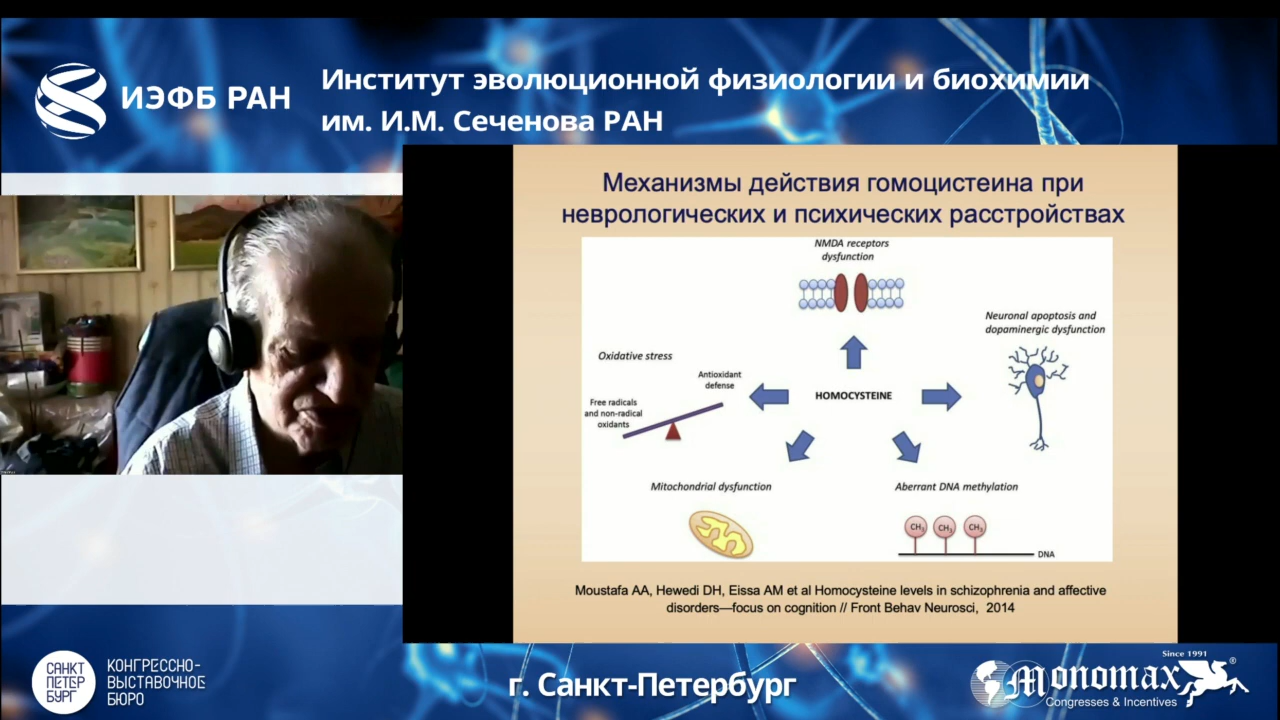 ИЭФБ РАН
Институт эволюционной физиологии и биохимии
им. И.М. Сеченова РАН
Механизмы действия гомоцистеина при
неврологических и психических расстройствах
NMDA receptors
dysfunction
Neuronal apoptosis and
dopaminergic dysfunction
Oxidative stress
Antioxidant
defense
Free radicals
and non-radical
oxidants
HOMOCYSTEINE
Mitochondrial dysfunction
Aberrant DNA methylation
CH3 CH3 CH3
DNA
Moustafa AA, Hewedi DH, Eissa AM et al Homocysteine levels in schizophrenia and affective
disorders—focus on cognition // Front Behav Neurosci, 2014
САНКТ
ПЕТЕР
БУРГ
КОНГРЕССНО-
ВЫСТАВОЧНОЕ
БЮРО
г. Санкт-Петербург
Since 1991
Monomax®
Congresses & Incentives